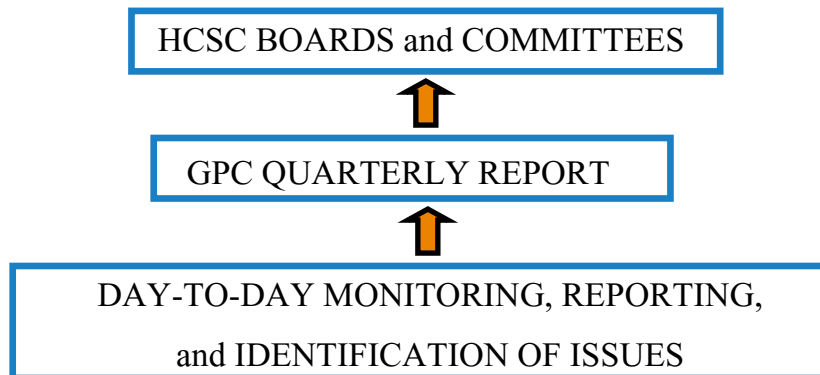 HCSC BOARDS and COMMITTEES
GPC QUARTERLY REPORT
DAY-TO-DAY MONITORING, REPORTING,
and IDENTIFICATION OF ISSUES